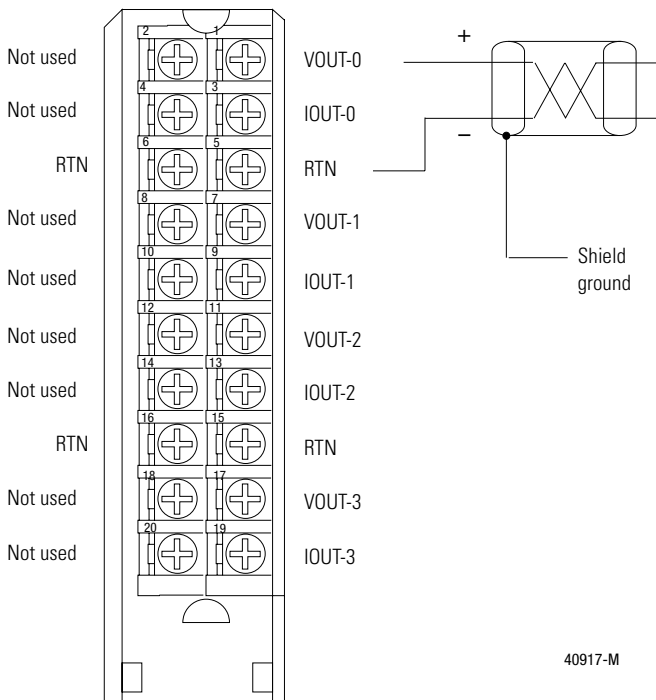 2 1
Not used VOUT-0 +
4 3
Not used IOUT-0
–
6 5
RTN RTN
8 7
Not used VOUT-1
10 9
Not used IOUT-1
Shield
ground
12 11
Not used VOUT-2
14 13
Not used IOUT-2
16 15
RTN RTN
18 17
Not used VOUT-3
20 19
Not used IOUT-3
40917-M